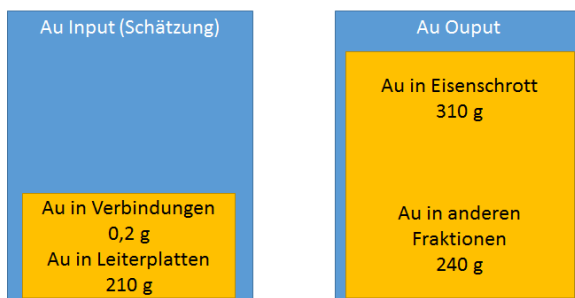 Au Input (Schätzung)
Au in Verbindungen
0,2 g
Au in Leiterplatten
210 g
Au Ouput
Au in Eisenschrott
310 g
Au in anderen
Fraktionen
240 g